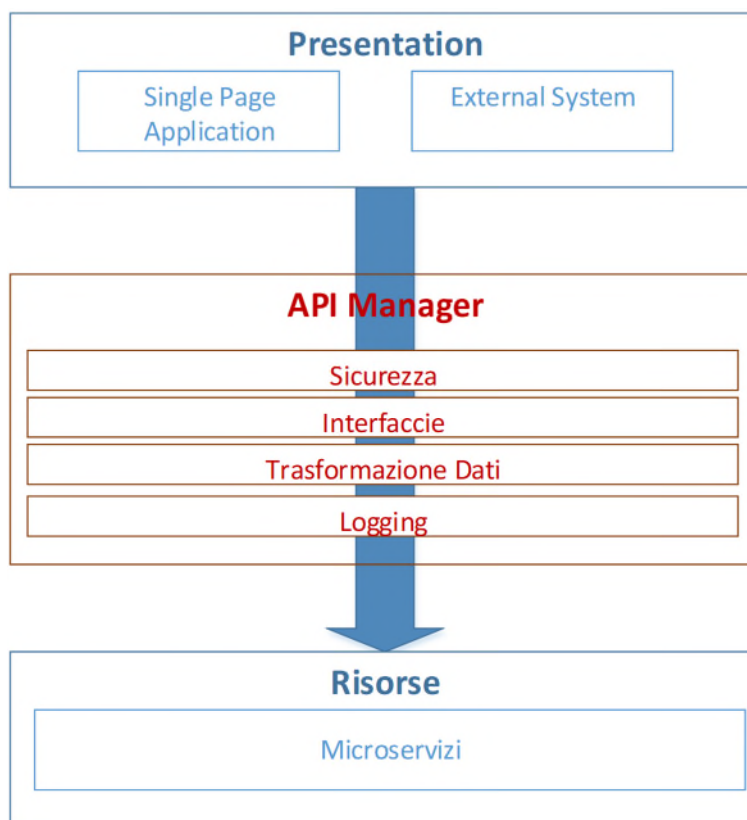 Presentation
Single Page
Application
External System
API Manager
Sicurezza
Interfaccie
Trasformazione Dati
Logging
Risorse
Microservizi